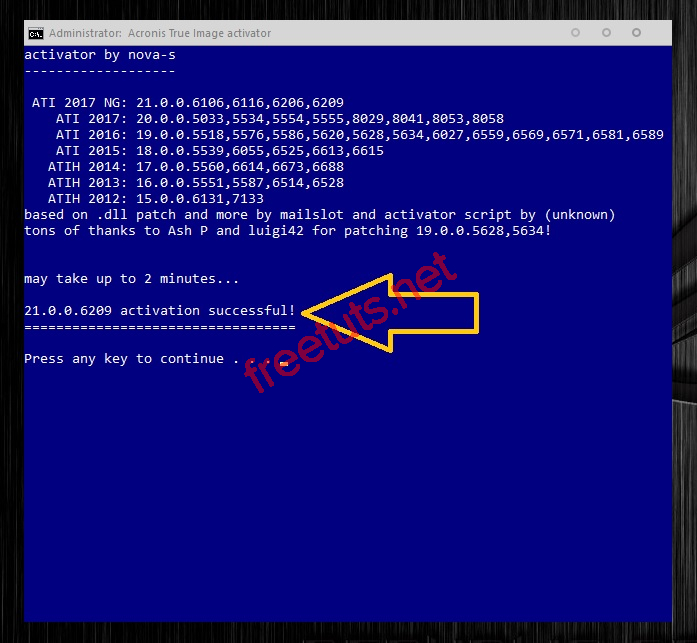 Administrator: Acronis True Image activator
activator by nova-s
-------------------
ATI 2017 NG: 21.0.0.6106,6116,6206,6209
ATI 2017: 20.0.0.5033,5534,5554,5555,8029,8041,8053,8058
ATI 2016: 19.0.0.5518,5576,5586,5620,5628,5634,6027,6559,6569,6571,6581,6589
ATI 2015: 18.0.0.5539,6055,6525,6613,6615
ATIH 2014: 17.0.0.5560,6614,6673,6688
ATIH 2013: 16.0.0.5551,5587,6514,6528
ATIH 2012: 15.0.0.6131,7133
based on .dll patch and more by mailslot and activator script by (unknown)
tons of thanks to Ash P and luigi42 for patching 19.0.0.5628,5634!
may take up to 2 minutes...
21.0.0.6209 activation successful!
==================================
Press any key to continue . . . _
freetuts.net